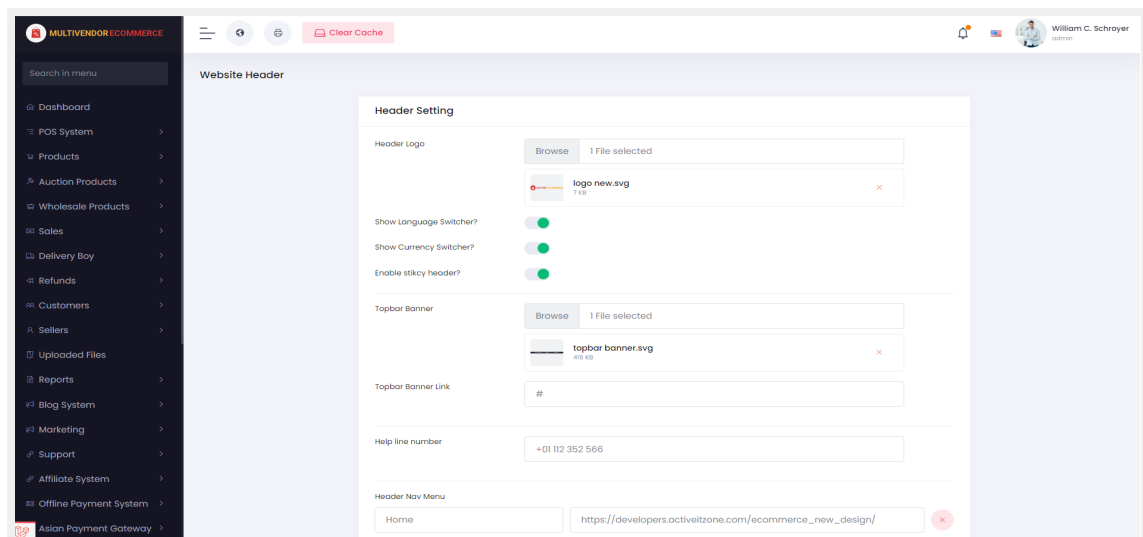 MULTIVENDOR ECOMMERCE
Clear Cache
William C. Schroyer
admin
Search in menu
Dashboard
POS System
Products
Auction Products
Wholesale Products
Sales
Delivery Boy
Refunds
Customers
Sellers
Uploaded Files
Reports
Blog System
Marketing
Support
Affiliate System
Offline Payment System
Asian Payment Gateway
Website Header
Header Setting
Header Logo
Browse 1 File selected
logo new.svg
7 KB
Show Language Switcher?
Show Currency Switcher?
Enable stikcy header?
Topbar Banner
Browse 1 File selected
topbar banner.svg
418 KB
Topbar Banner Link
#
Help line number
+01 112 352 566
Header Nav Menu
Home https://developers.activeitzone.com/ecommerce_new_design/